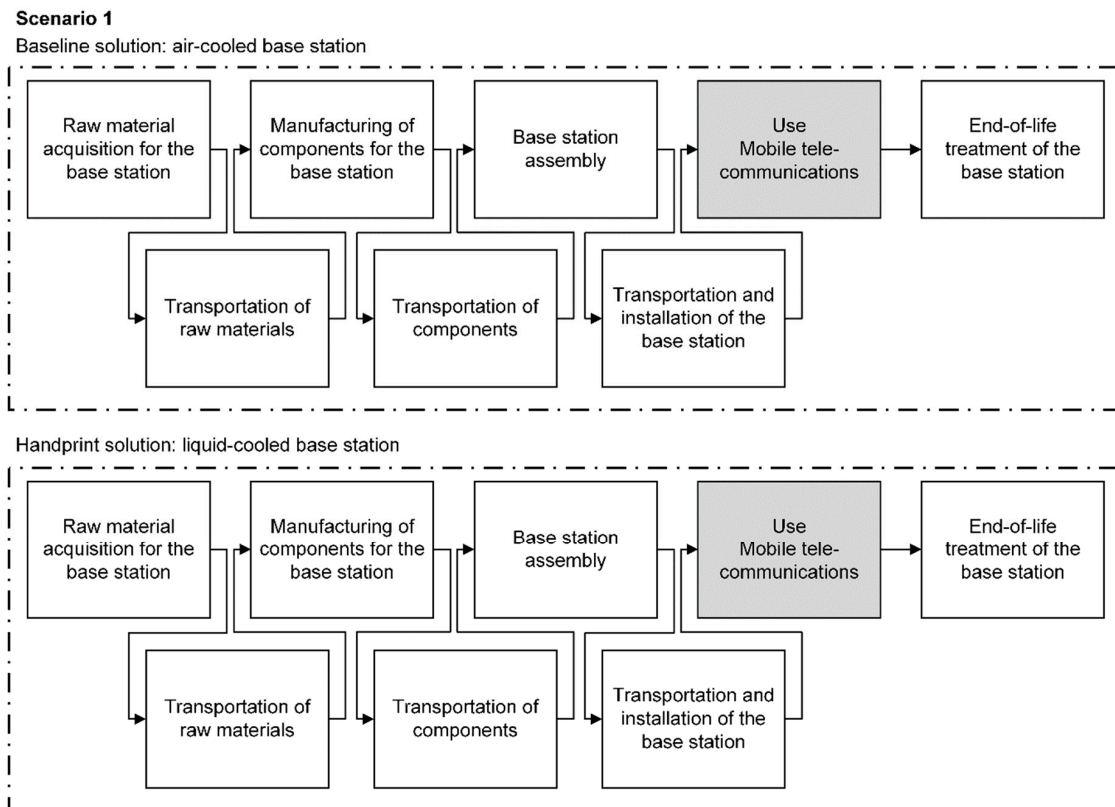 Scenario 1
Baseline solution: air-cooled base station
Raw material
acquisition for the
base station
Manufacturing of
components for the
base station
Base station
assembly
Use
Mobile tele-
communications
End-of-life
treatment of the
base station
Transportation of
raw materials
Transportation of
components
Transportation and
installation of the
base station
Handprint solution: liquid-cooled base station
Raw material
acquisition for the
base station
Manufacturing of
components for the
base station
Base station
assembly
Use
Mobile tele-
communications
End-of-life
treatment of the
base station
Transportation of
raw materials
Transportation of
components
Transportation and
installation of the
base station